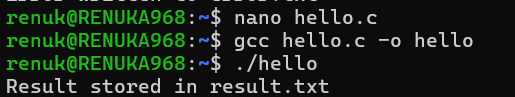 renuk@RENUKA968:~$ nano hello.c
renuk@RENUKA968:~$ gcc hello.c -o hello
renuk@RENUKA968:~$ ./hello
Result stored in result.txt